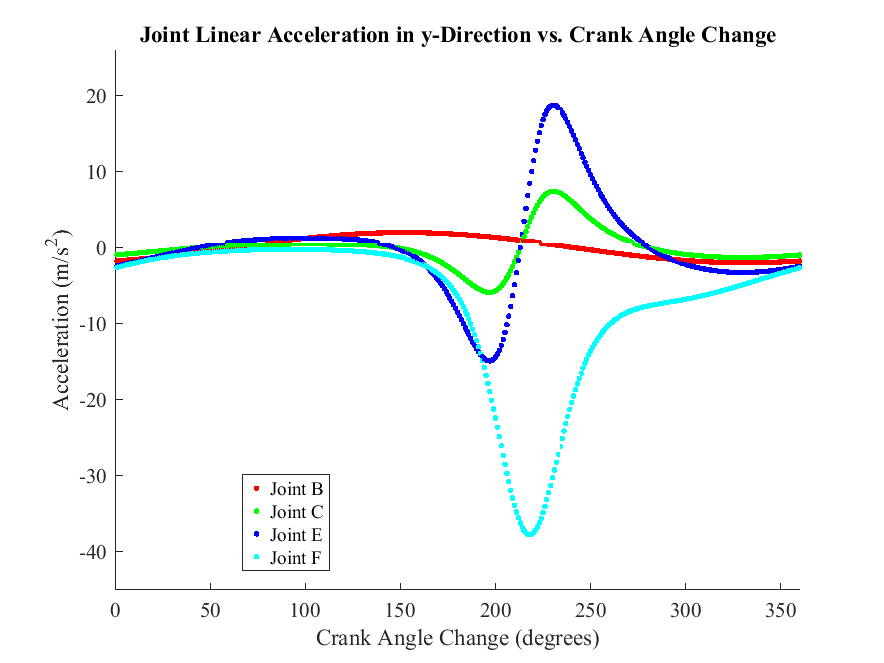 Joint Linear Acceleration in y-Direction vs. Crank Angle Change
Acceleration (m/s²)
20
10
0
-10
-20
-30
-40
Joint B
Joint C
Joint E
Joint F
0 50 100 150 200 250 300 350
Crank Angle Change (degrees)